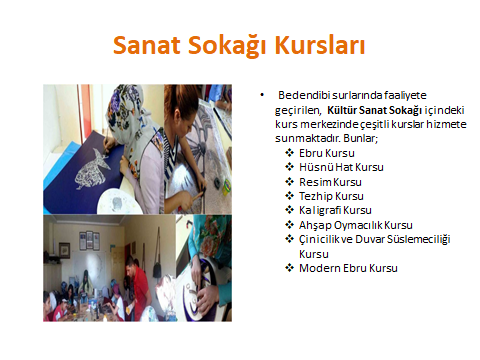 Sanat Sokağı Kursları
• Bedendibi surlarında faaliyete
geçirilen, Kültür Sanat Sokağı içindeki
kurs merkezinde çeşitli kurslar hizmete
sunmaktadır. Bunlar;
❖ Ebru Kursu
❖ Hüsnü Hat Kursu
❖ Resim Kursu
❖ Tezhip Kursu
❖ Kaligrafi Kursu
❖ Ahşap Oymacılık Kursu
❖ Çinicilik ve Duvar Süslemeciliği
Kursu
❖ Modern Ebru Kursu